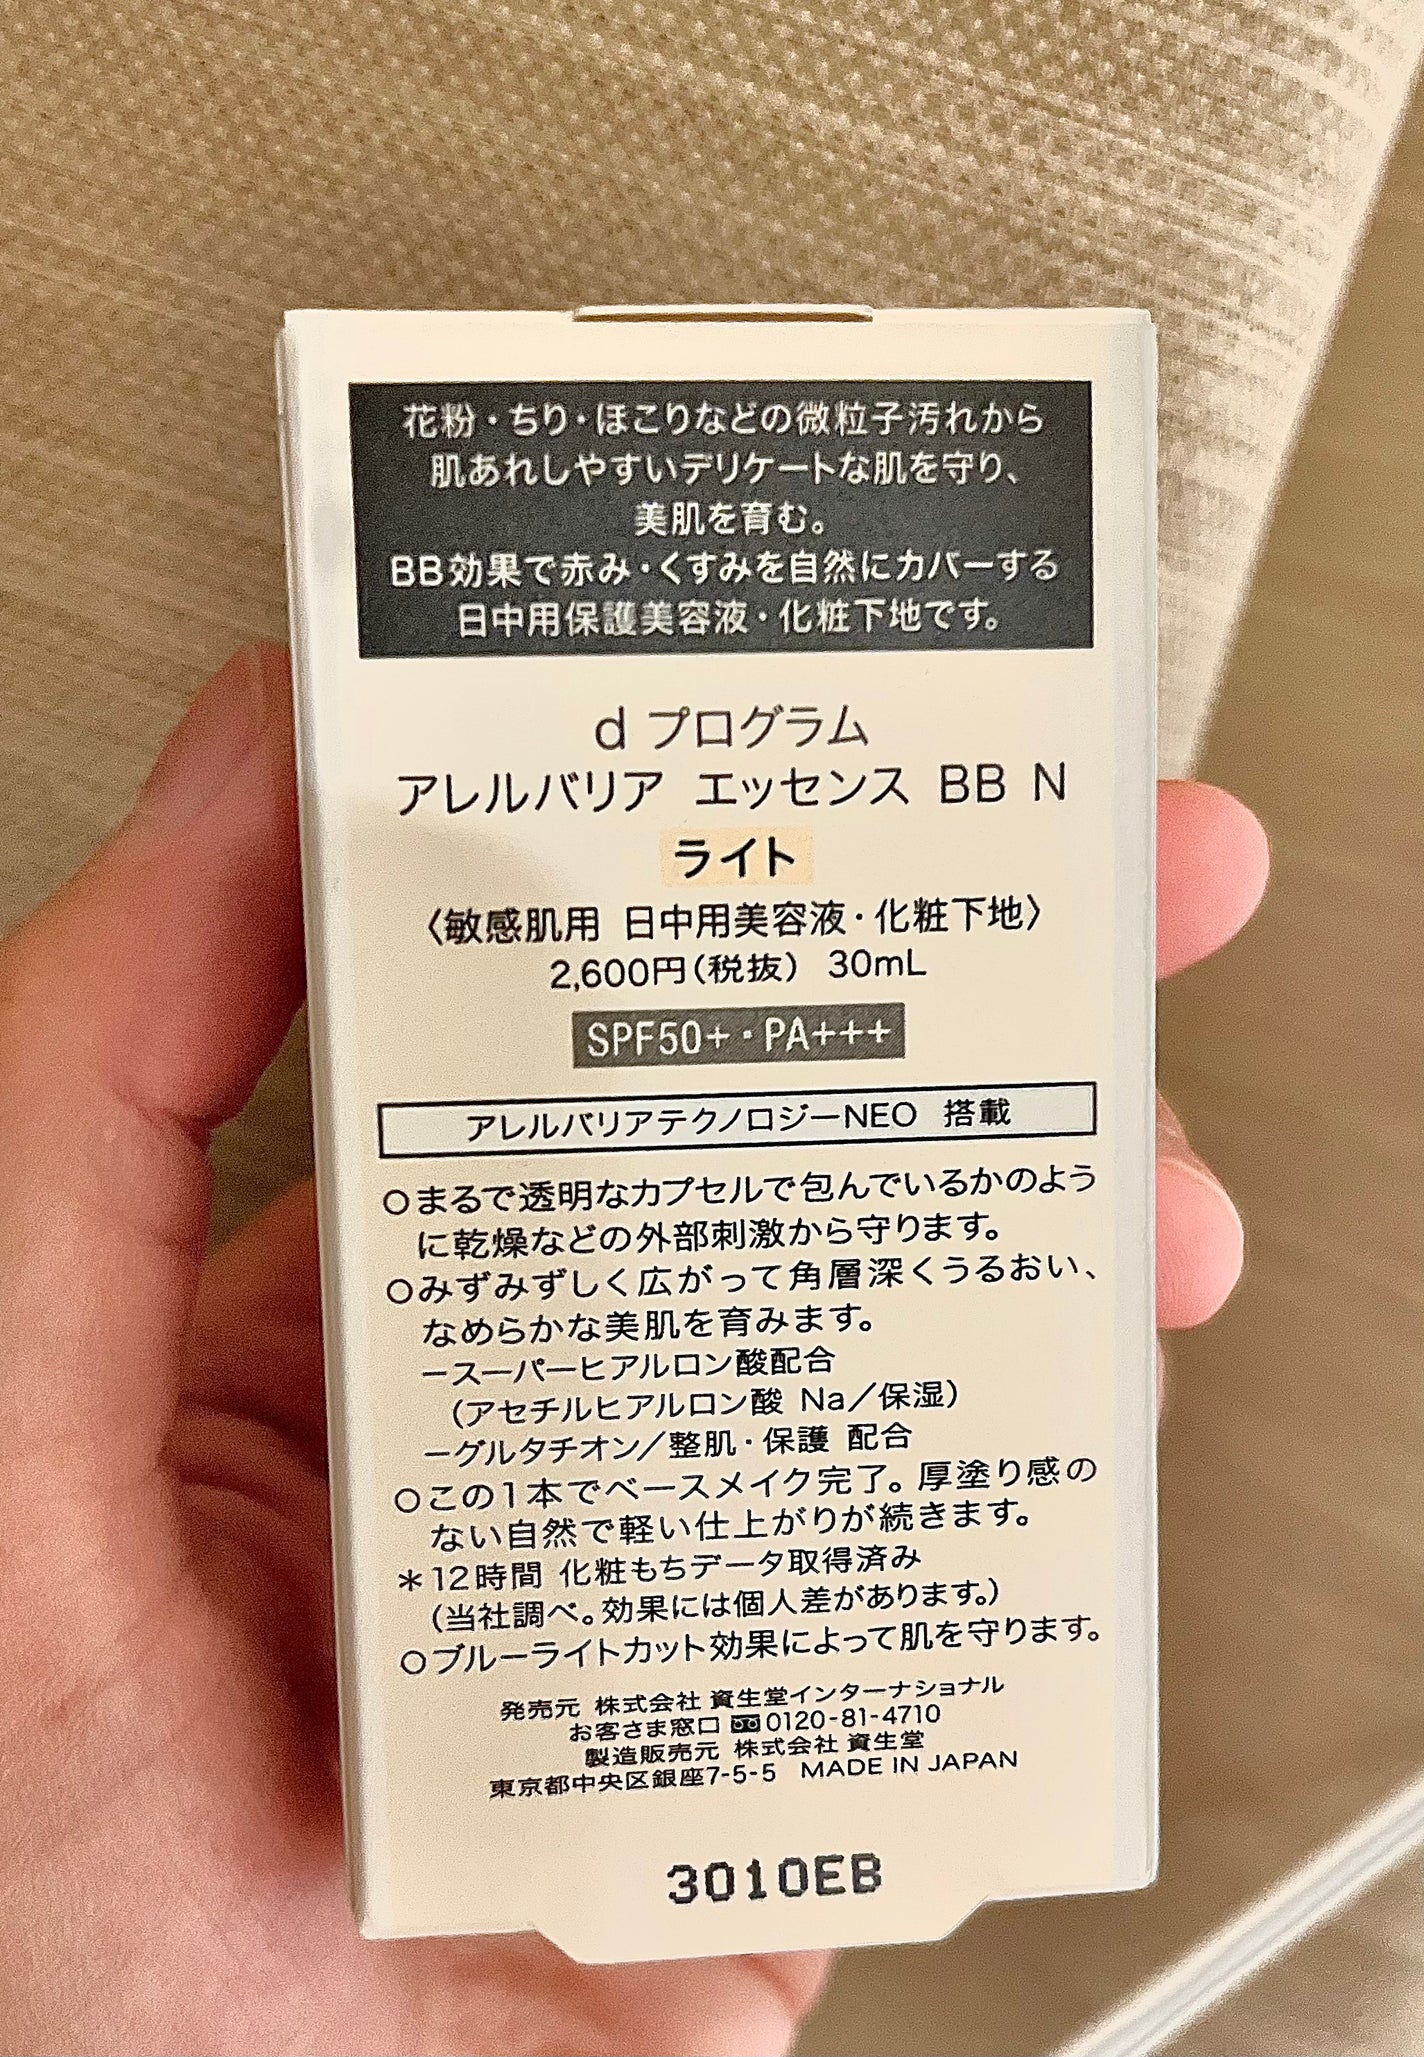 花粉・ちり・ほこりなどの微粒子汚れから
肌あれしやすいデリケートな肌を守り、
美肌を育む。
BB効果で赤み・くすみを自然にカバーする
日中用保護美容液・化粧下地です。
d プログラム
アレルバリア エッセンス BB N
ライト
〈敏感肌用 日中用美容液・化粧下地〉
2,600円(税抜) 30mL
SPF50+・PA+++
アレルバリアテクノロジーNEO 搭載
○まるで透明なカプセルで包んでいるかのよう
に乾燥などの外部刺激から守ります。
○みずみずしく広がって角層深くうるおい、
なめらかな美肌を育みます。
−スーパーヒアルロン酸配合
(アセチルヒアルロン酸 Na／保湿)
−グルタチオン／整肌・保護 配合
○この1本でベースメイク完了。厚塗り感の
ない自然で軽い仕上がりが続きます。
＊12時間 化粧もちデータ取得済み
(当社調べ。効果には個人差があります。)
○ブルーライトカット効果によって肌を守ります。
発売元 株式会社 資生堂インターナショナル
お客さま窓口 0120-81-4710
製造販売元 株式会社 資生堂
東京都中央区銀座7-5-5 MADE IN JAPAN
3010EB